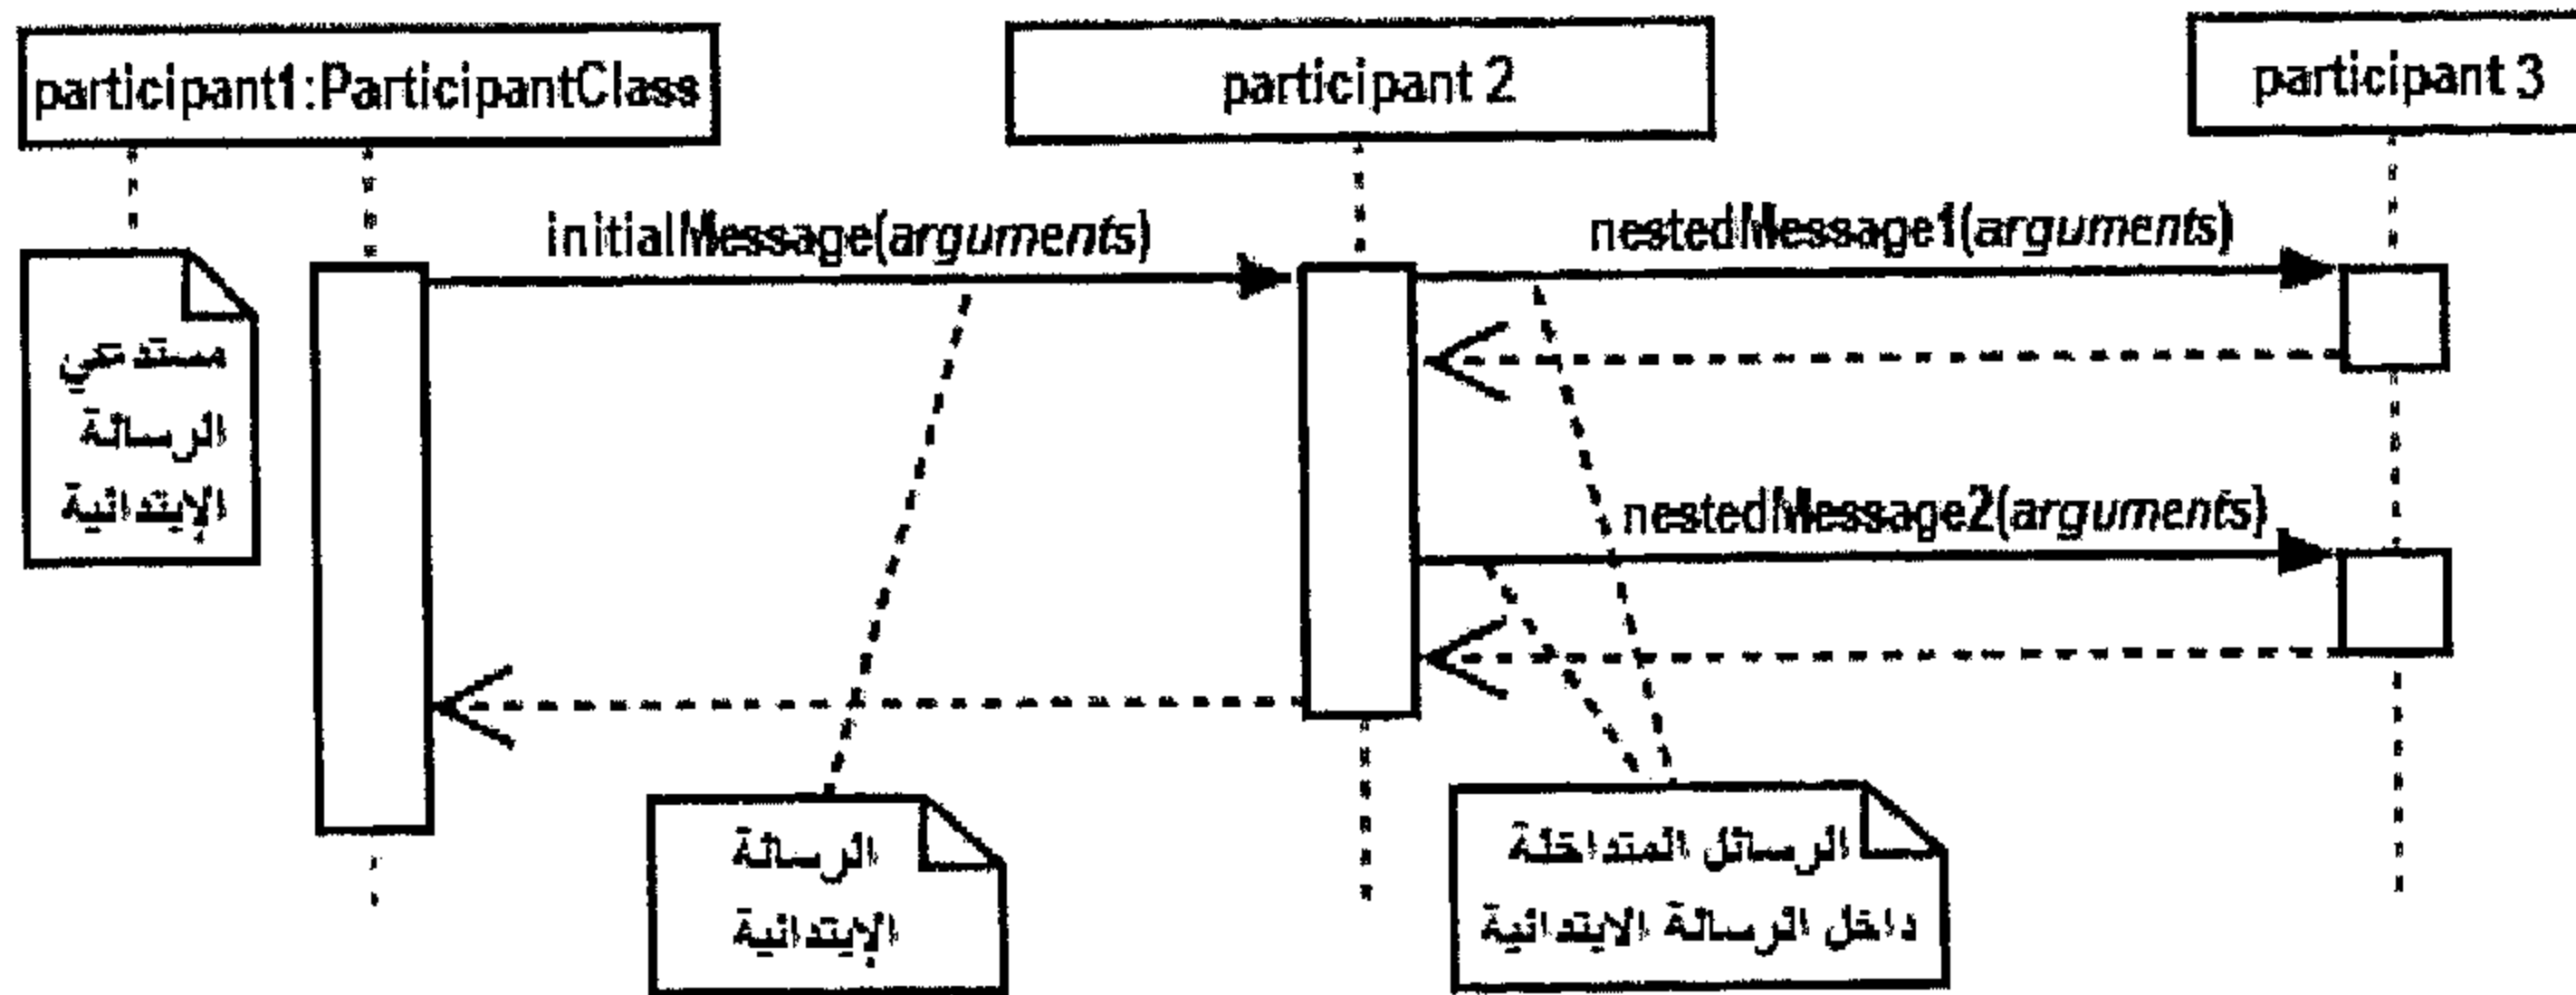 participant1:ParticipantClass
participant 2
participant 3
initialMessage(arguments)
nestedMessage1(arguments)
مستدعي
الرسالة
الإبتدائية
nestedMessage2(arguments)
الرسالة
الإبتدائية
الرسائل المتداخلة
داخل الرسالة الابتدائية